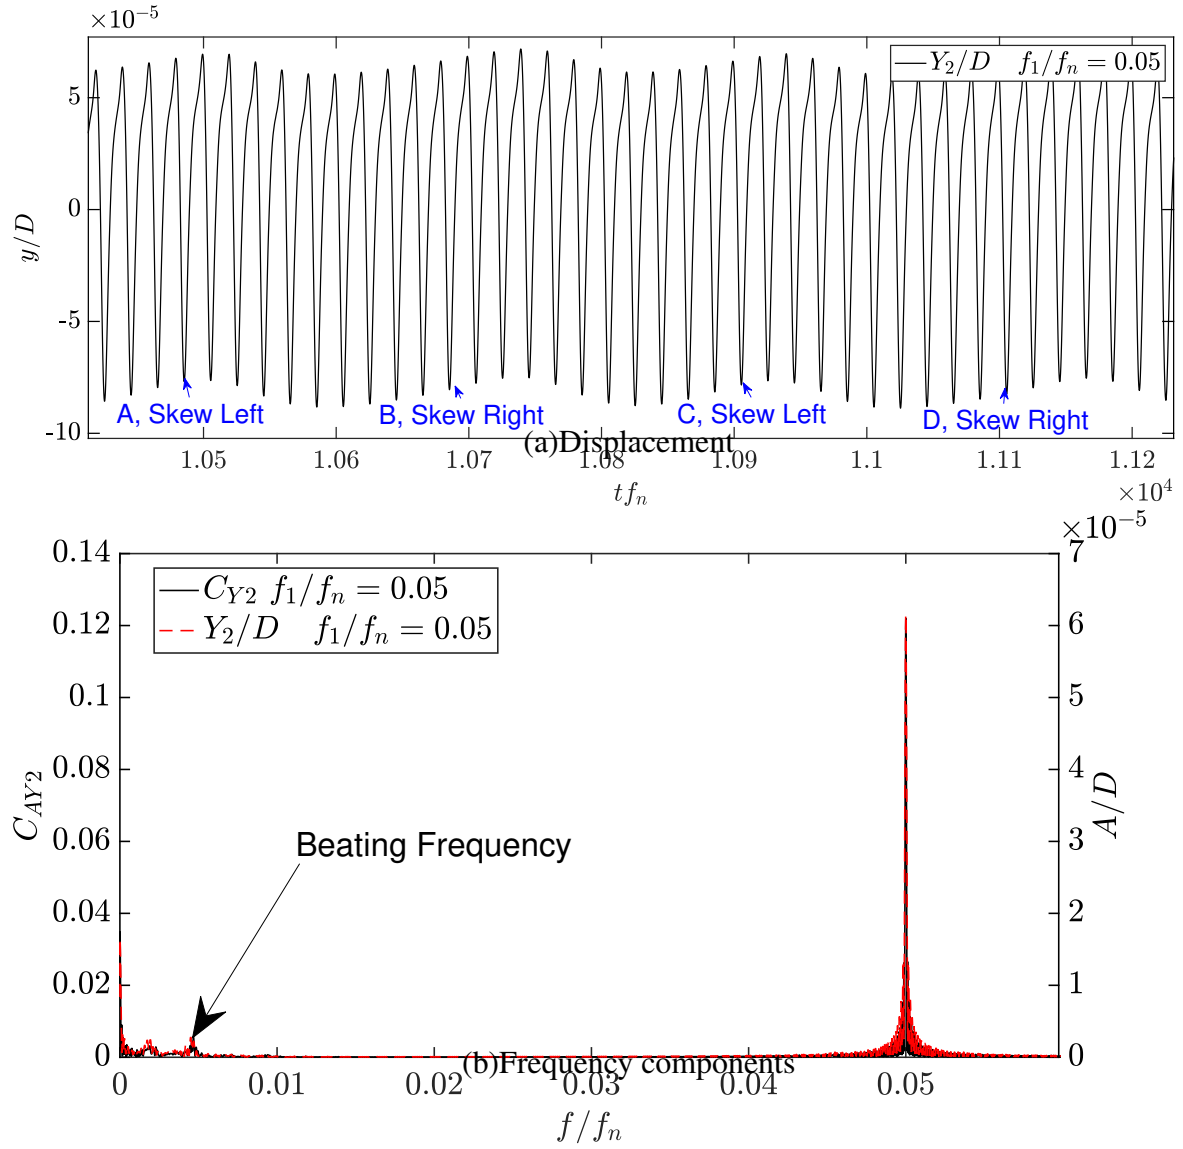 ×10⁻⁵
Y₂/D f₁/fₙ = 0.05
5
0
-5
-10
y/D
A, Skew Left
B, Skew Right
C, Skew Left
D, Skew Right
(a)Displacement
1.05 1.06 1.07 1.08 1.09 1.1 1.11 1.12
tfₙ
×10⁴
×10⁻⁵
C_Y2 f₁/fₙ = 0.05
Y₂/D f₁/fₙ = 0.05
0.14
0.12
0.1
0.08
0.06
0.04
0.02
0
C_AY2
Beating Frequency
7
6
5
4
3
2
1
0
A/D
(b)Frequency components
0 0.01 0.02 0.03 0.04 0.05
f/fₙ